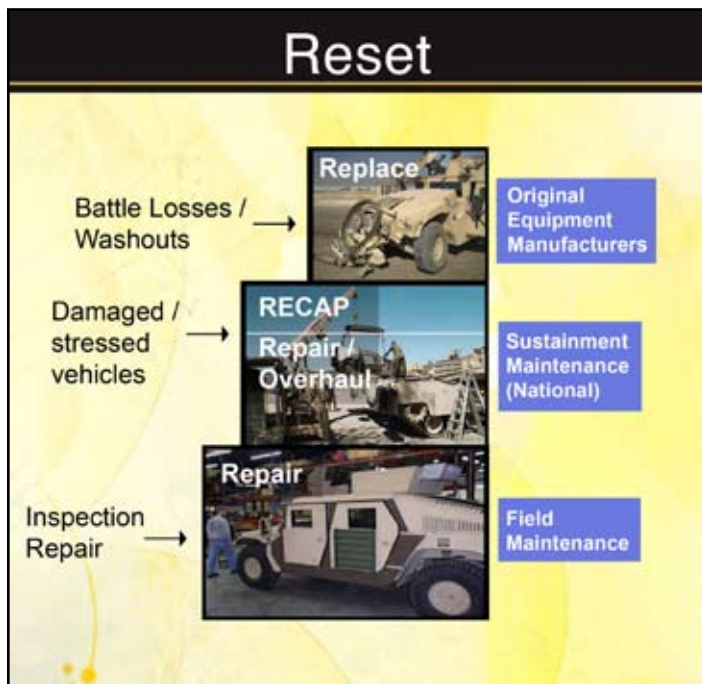 Reset
Battle Losses /
Washouts
Replace
Original
Equipment
Manufacturers
Damaged /
stressed
vehicles
RECAP
Repair /
Overhaul
Sustainment
Maintenance
(National)
Inspection
Repair
Repair
Field
Maintenance